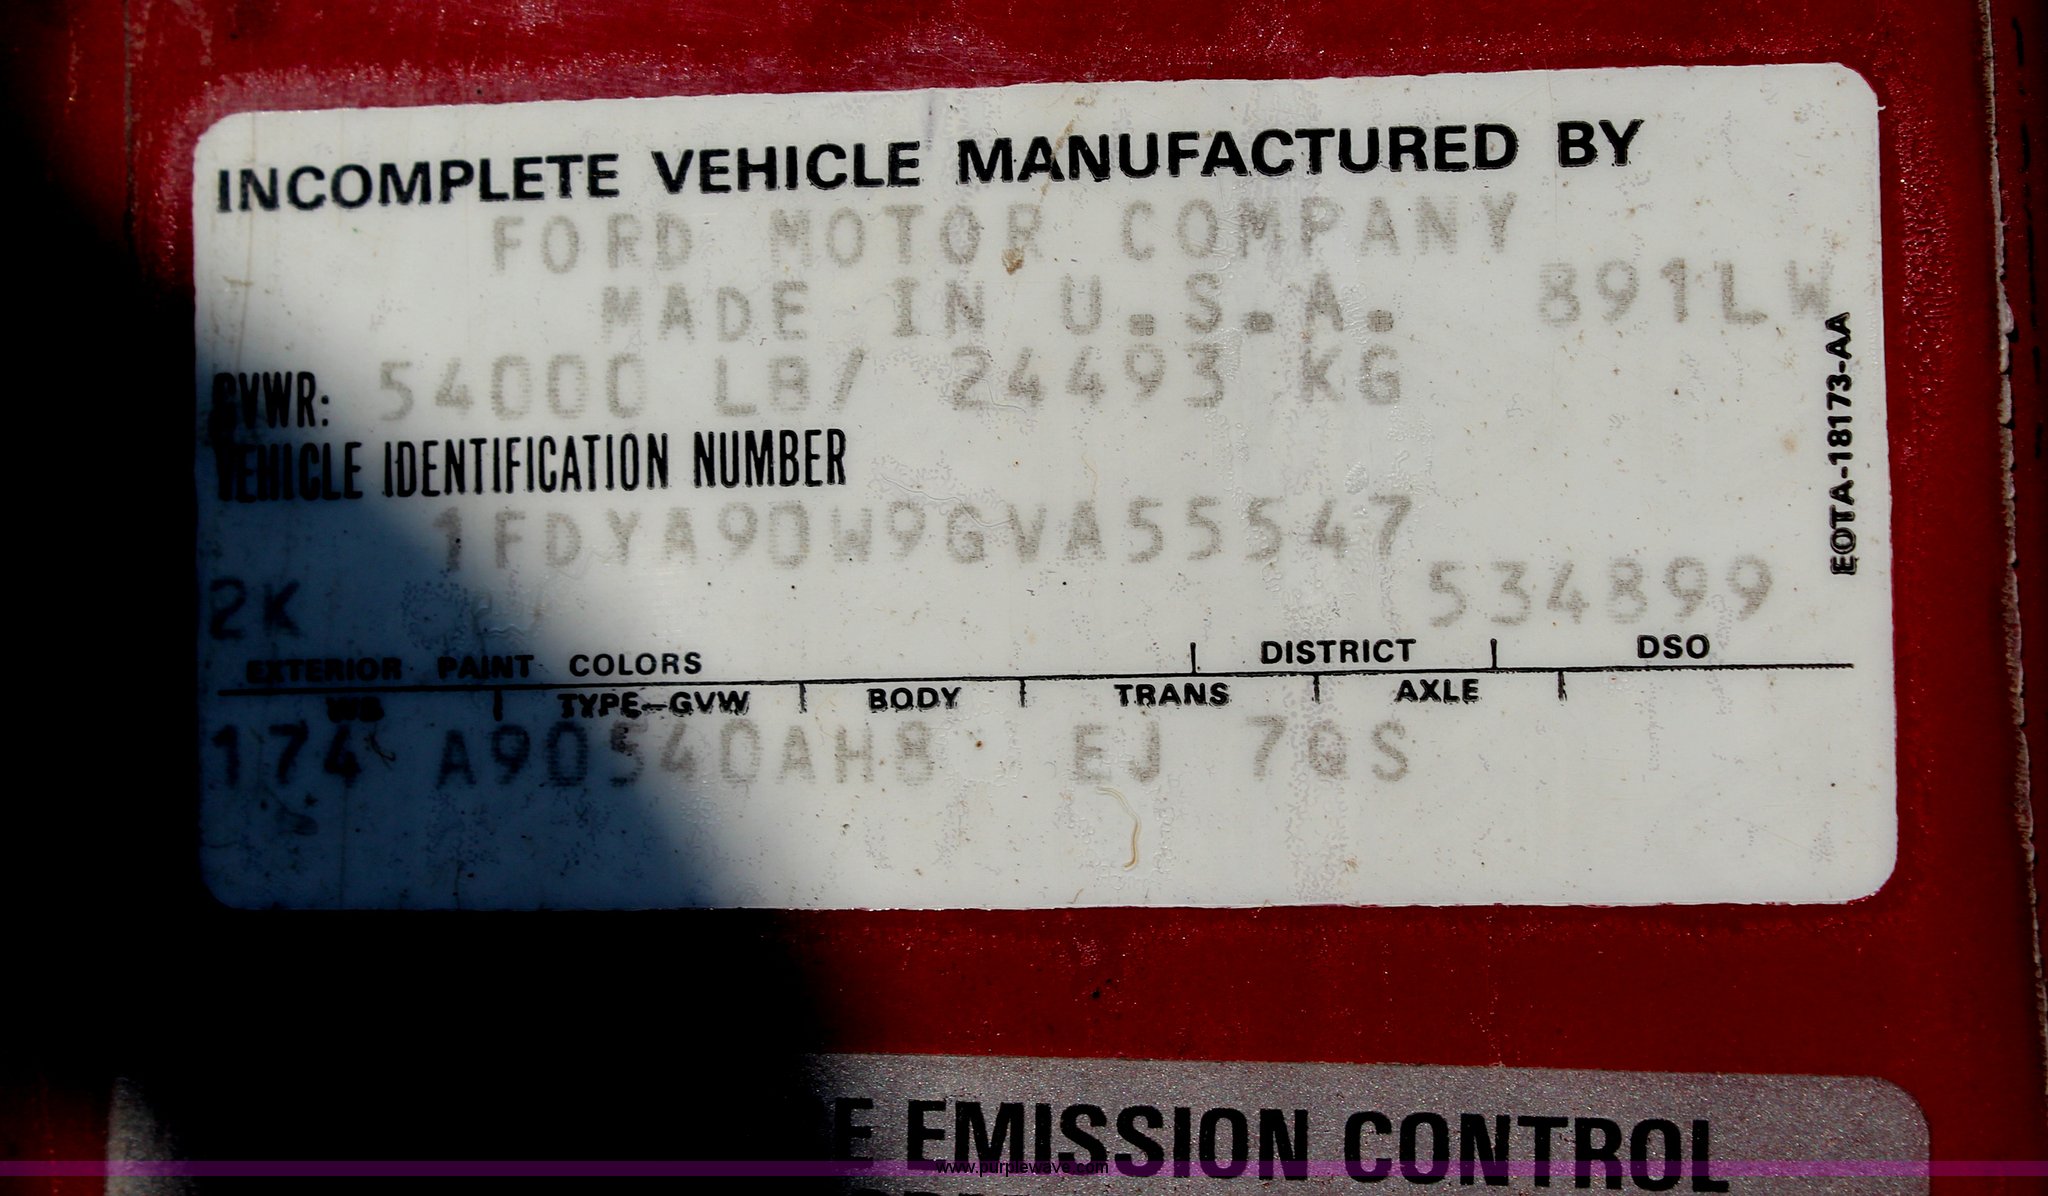 INCOMPLETE VEHICLE MANUFACTURED BY
FORD MOTOR COMPANY
MADE IN U.S.A. 891LW
GVWR: 54000 LB/ 24493 KG
VEHICLE IDENTIFICATION NUMBER
1FDYA90W9GVA55547
2K 534899
EXTERIOR PAINT COLORS DISTRICT DSO
WB TYPE-GVW BODY TRANS AXLE
174 A90540AH8 EJ 7QS
EOTA-18173-AA
E EMISSION CONTROL
www.purplewave.com